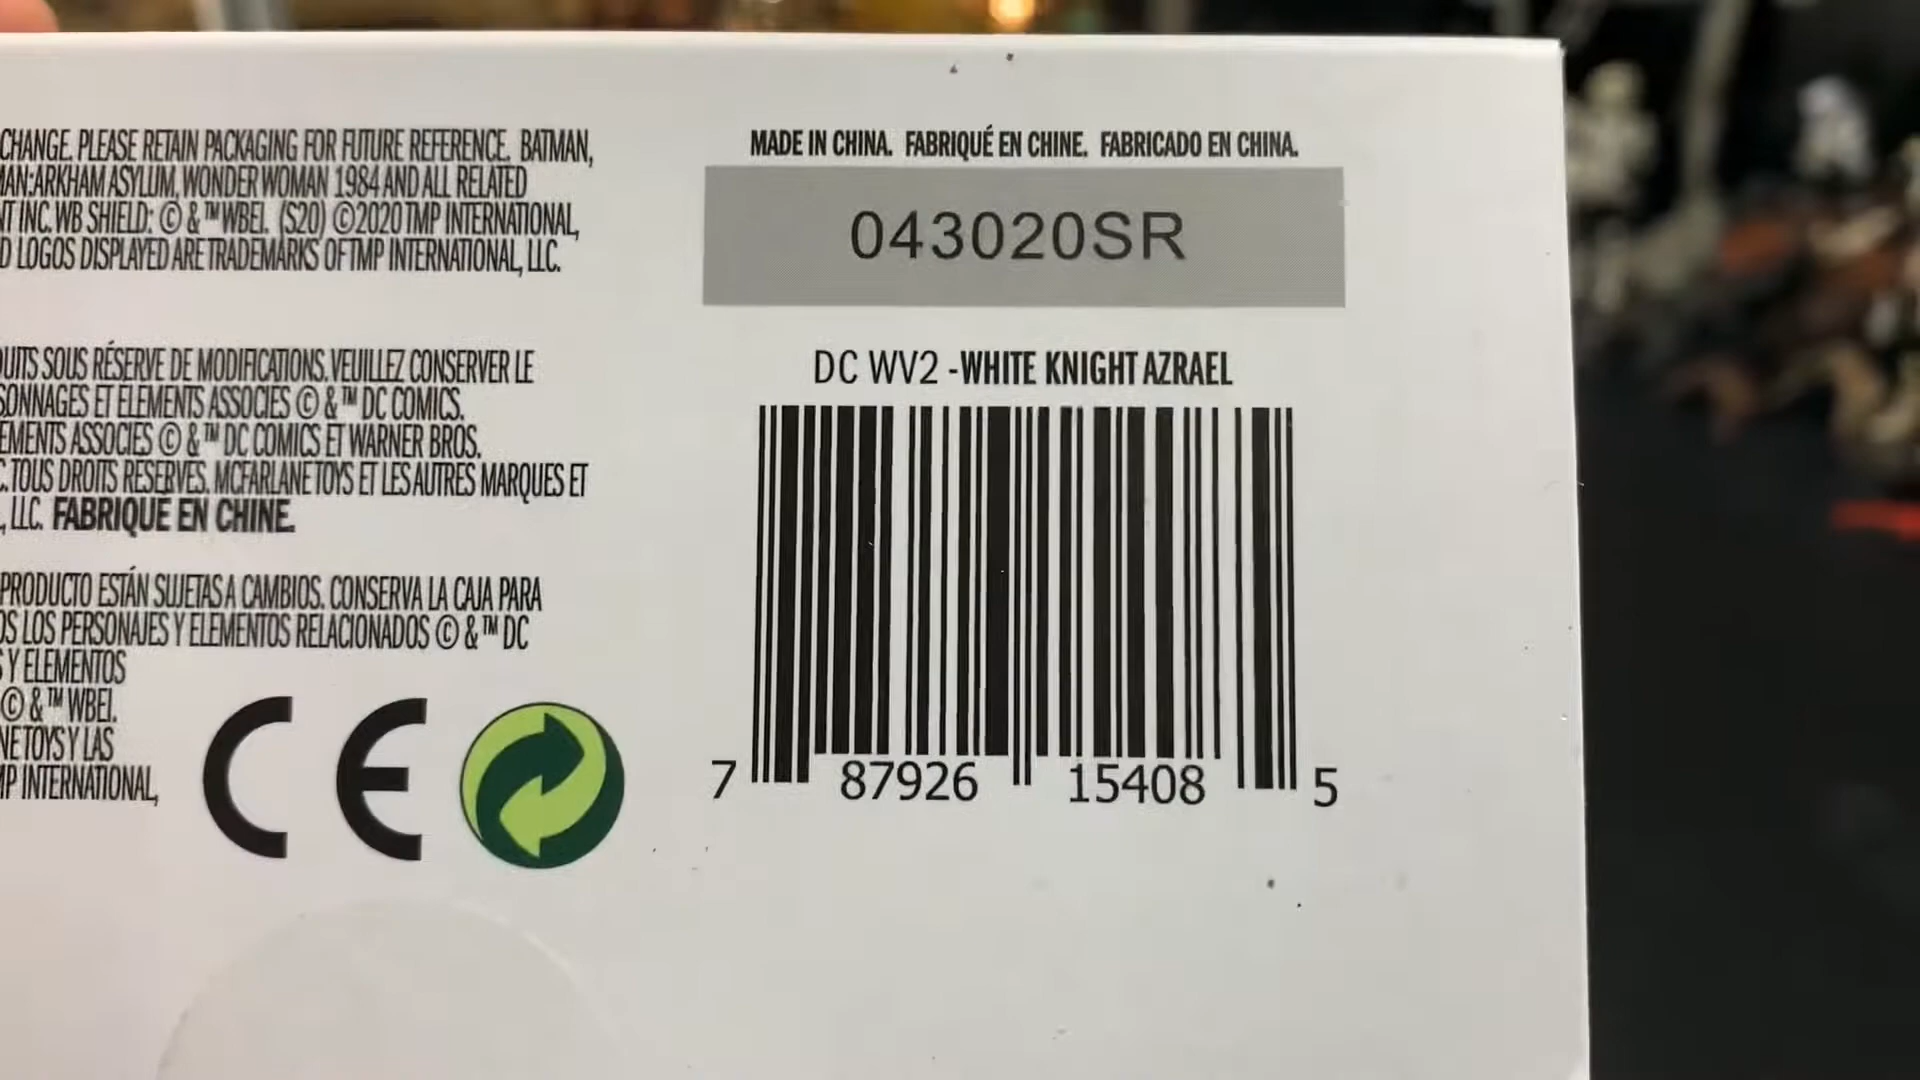 CHANGE. PLEASE RETAIN PACKAGING FOR FUTURE REFERENCE. BATMAN,
MAN:ARKHAM ASYLUM, WONDER WOMAN 1984 AND ALL RELATED
NT INC. WB SHIELD: © & ™ WBEI. (S20) ©2020 TMP INTERNATIONAL,
D LOGOS DISPLAYED ARE TRADEMARKS OF TMP INTERNATIONAL, LLC.
UITS SOUS RÉSERVE DE MODIFICATIONS. VEUILLEZ CONSERVER LE
SONNAGES ET ELEMENTS ASSOCIES © & ™ DC COMICS.
EMENTS ASSOCIES © & ™ DC COMICS ET WARNER BROS.
C. TOUS DROITS RESERVES. MCFARLANE TOYS ET LES AUTRES MARQUES ET
, LLC. FABRIQUE EN CHINE.
PRODUCTO ESTÁN SUJETAS A CAMBIOS. CONSERVA LA CAJA PARA
OS LOS PERSONAJES Y ELEMENTOS RELACIONADOS © & ™ DC
S Y ELEMENTOS
© & ™ WBEI.
NE TOYS Y LAS
MP INTERNATIONAL,
CE
MADE IN CHINA. FABRIQUÉ EN CHINE. FABRICADO EN CHINA.
043020SR
DC WV2 -WHITE KNIGHT AZRAEL
7 87926 15408 5